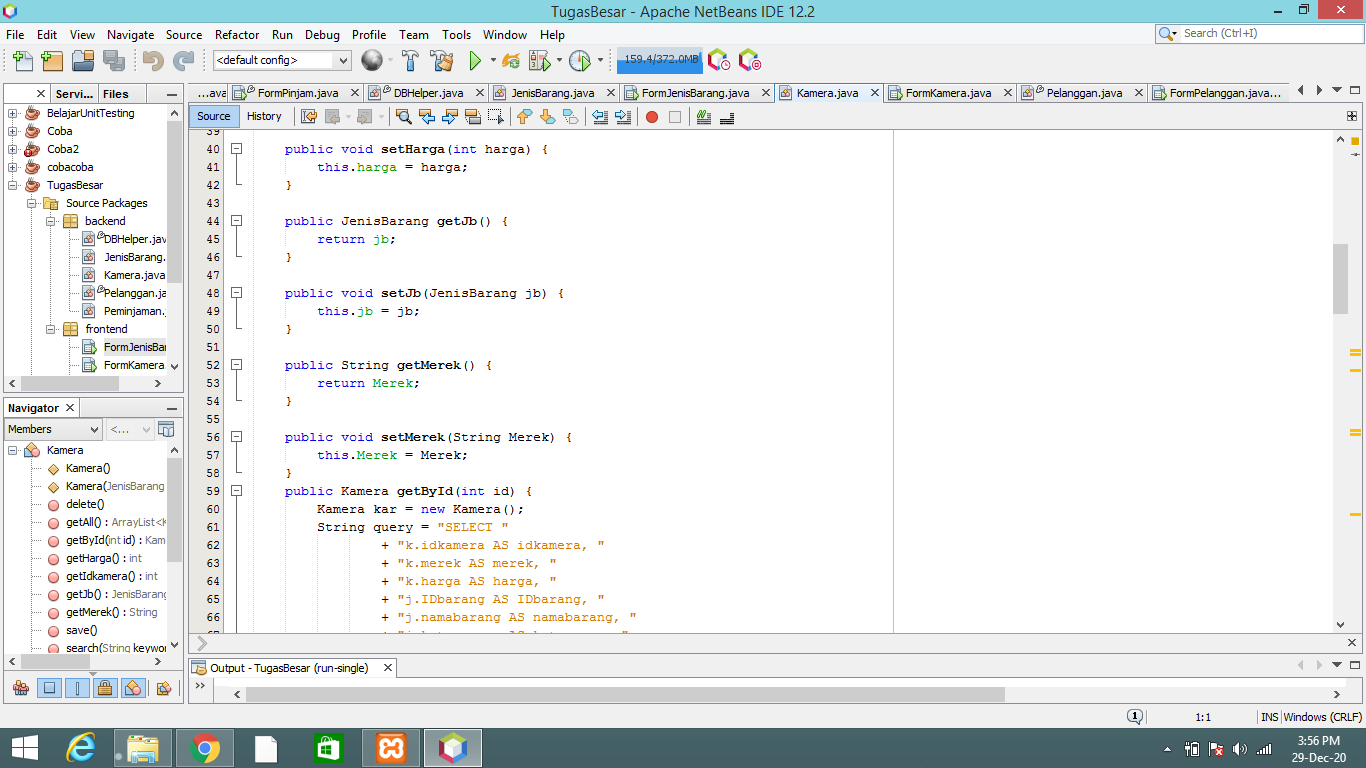 TugasBesar - Apache NetBeans IDE 12.2
File Edit View Navigate Source Refactor Run Debug Profile Team Tools Window Help
Search (Ctrl+I)
<default config>
159.4/372.0MB
Servi... Files
...ava FormPinjam.java DBHelper.java JenisBarang.java FormJenisBarang.java Kamera.java FormKamera.java Pelanggan.java FormPelanggan.java...
Source History
BelajarUnitTesting
Coba
Coba2
cobacoba
TugasBesar
Source Packages
backend
DBHelper.jav
JenisBarang.
Kamera.java
Pelanggan.ja
Peminjaman.
frontend
FormJenisBar
FormKamera.
Navigator
Members <...
Kamera
Kamera()
Kamera(JenisBarang
delete()
getAll() : ArrayList<K
getById(int id) : Kam
getHarga() : int
getIdkamera() : int
getJb() : JenisBarang
getMerek() : String
save()
search(String keywor
39
40 public void setHarga(int harga) {
41 this.harga = harga;
42 }
43
44 public JenisBarang getJb() {
45 return jb;
46 }
47
48 public void setJb(JenisBarang jb) {
49 this.jb = jb;
50 }
51
52 public String getMerek() {
53 return Merek;
54 }
55
56 public void setMerek(String Merek) {
57 this.Merek = Merek;
58 }
59 public Kamera getById(int id) {
60 Kamera kar = new Kamera();
61 String query = "SELECT "
62 + "k.idkamera AS idkamera, "
63 + "k.merek AS merek, "
64 + "k.harga AS harga, "
65 + "j.IDbarang AS IDbarang, "
66 + "j.namabarang AS namabarang, "
Output - TugasBesar (run-single)
1
1:1 INS Windows (CRLF)
3:56 PM
29-Dec-20